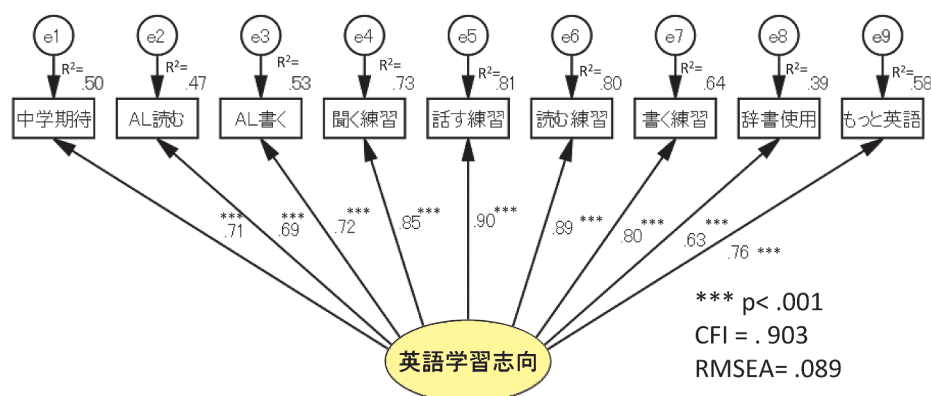 e1 e2 e3 e4 e5 e6 e7 e8 e9
R²= .50 R²= .47 R²= .53 R²= .73 R²= .81 R²= .80 R²= .64 R²= .39 R²= .58
中学期待 AL読む AL書く 聞く練習 話す練習 読む練習 書く練習 辞書使用 もっと英語
*** .71 *** .69 .72 *** .85 *** .90 *** .89 *** .80 *** .63 *** .76 ***
*** p< .001
CFI = . 903
RMSEA= .089
英語学習志向